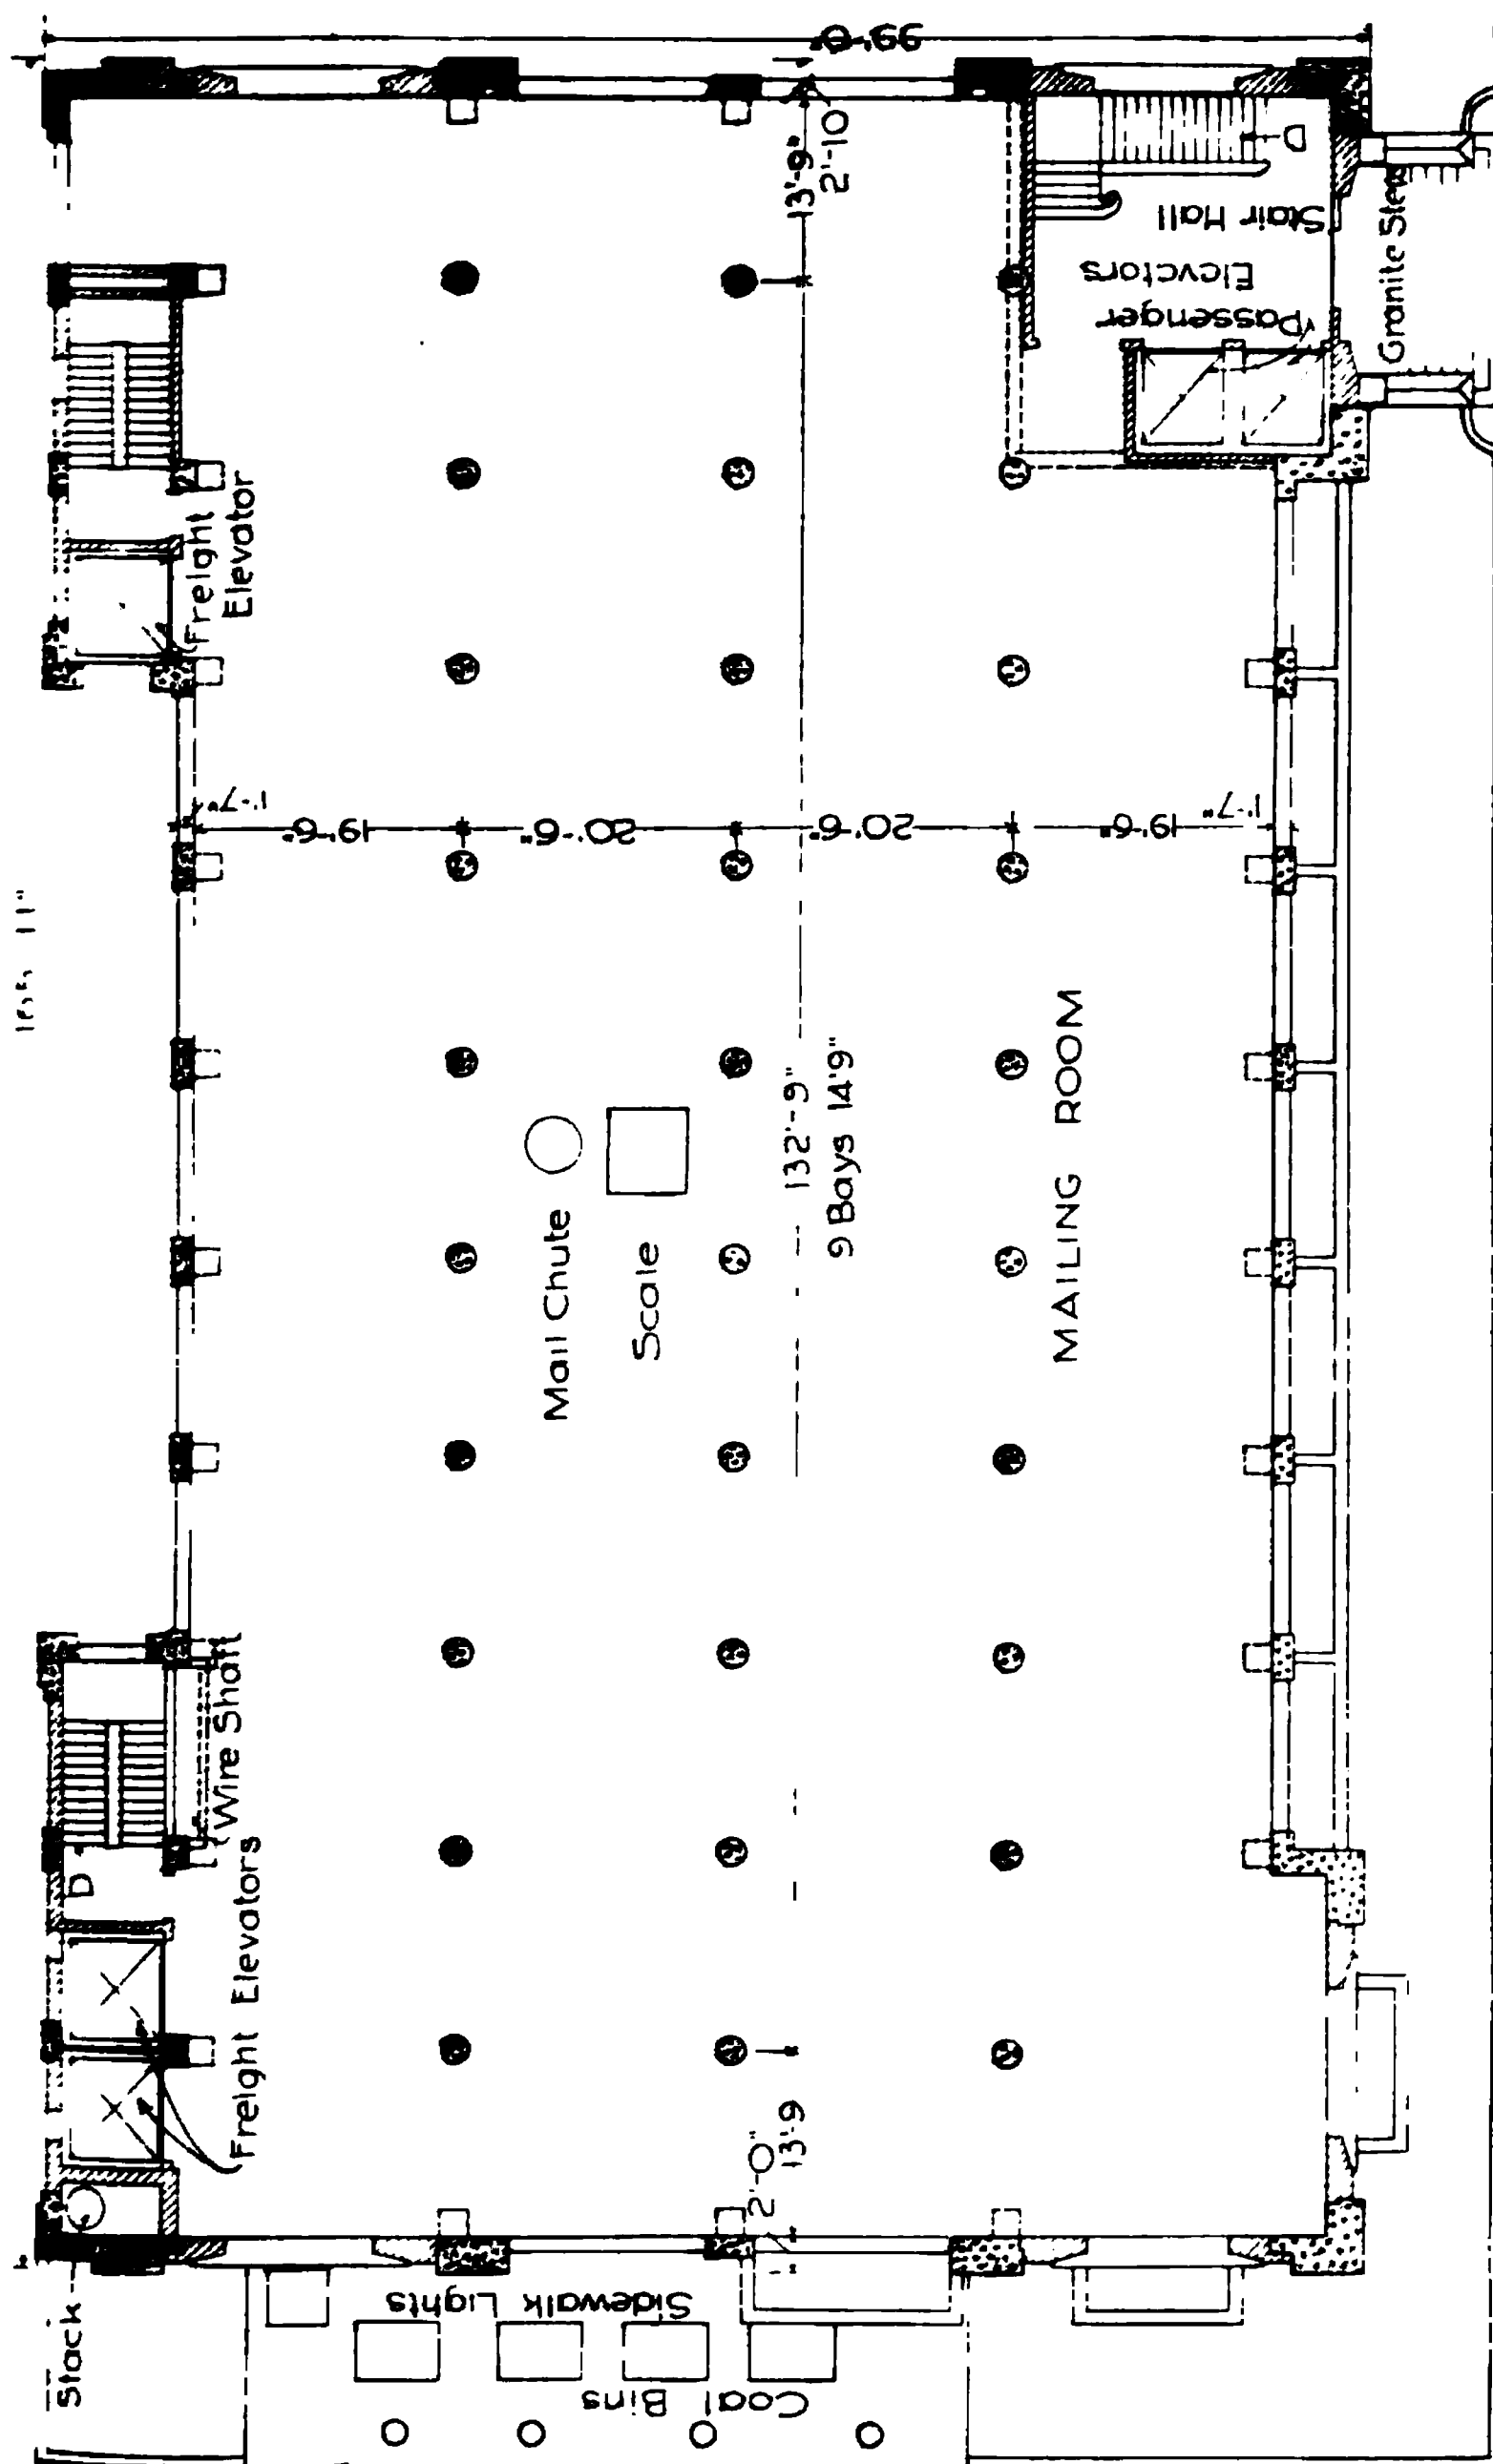 99'-0"
13'-9"
2'-10
D
Stair Hall
Passenger
Elevators
Granite Steps
Freight
Elevator
1'-7"
19'-6"
20'-6"
20'-6"
19'-6"
1'-7"
132'-9"
9 Bays 14'9"
MAILING ROOM
Mail Chute
Scale
Wire Shaft
D
Freight Elevators
2'-0"
13'-9
Stack
Sidewalk Lights
Coal Bins